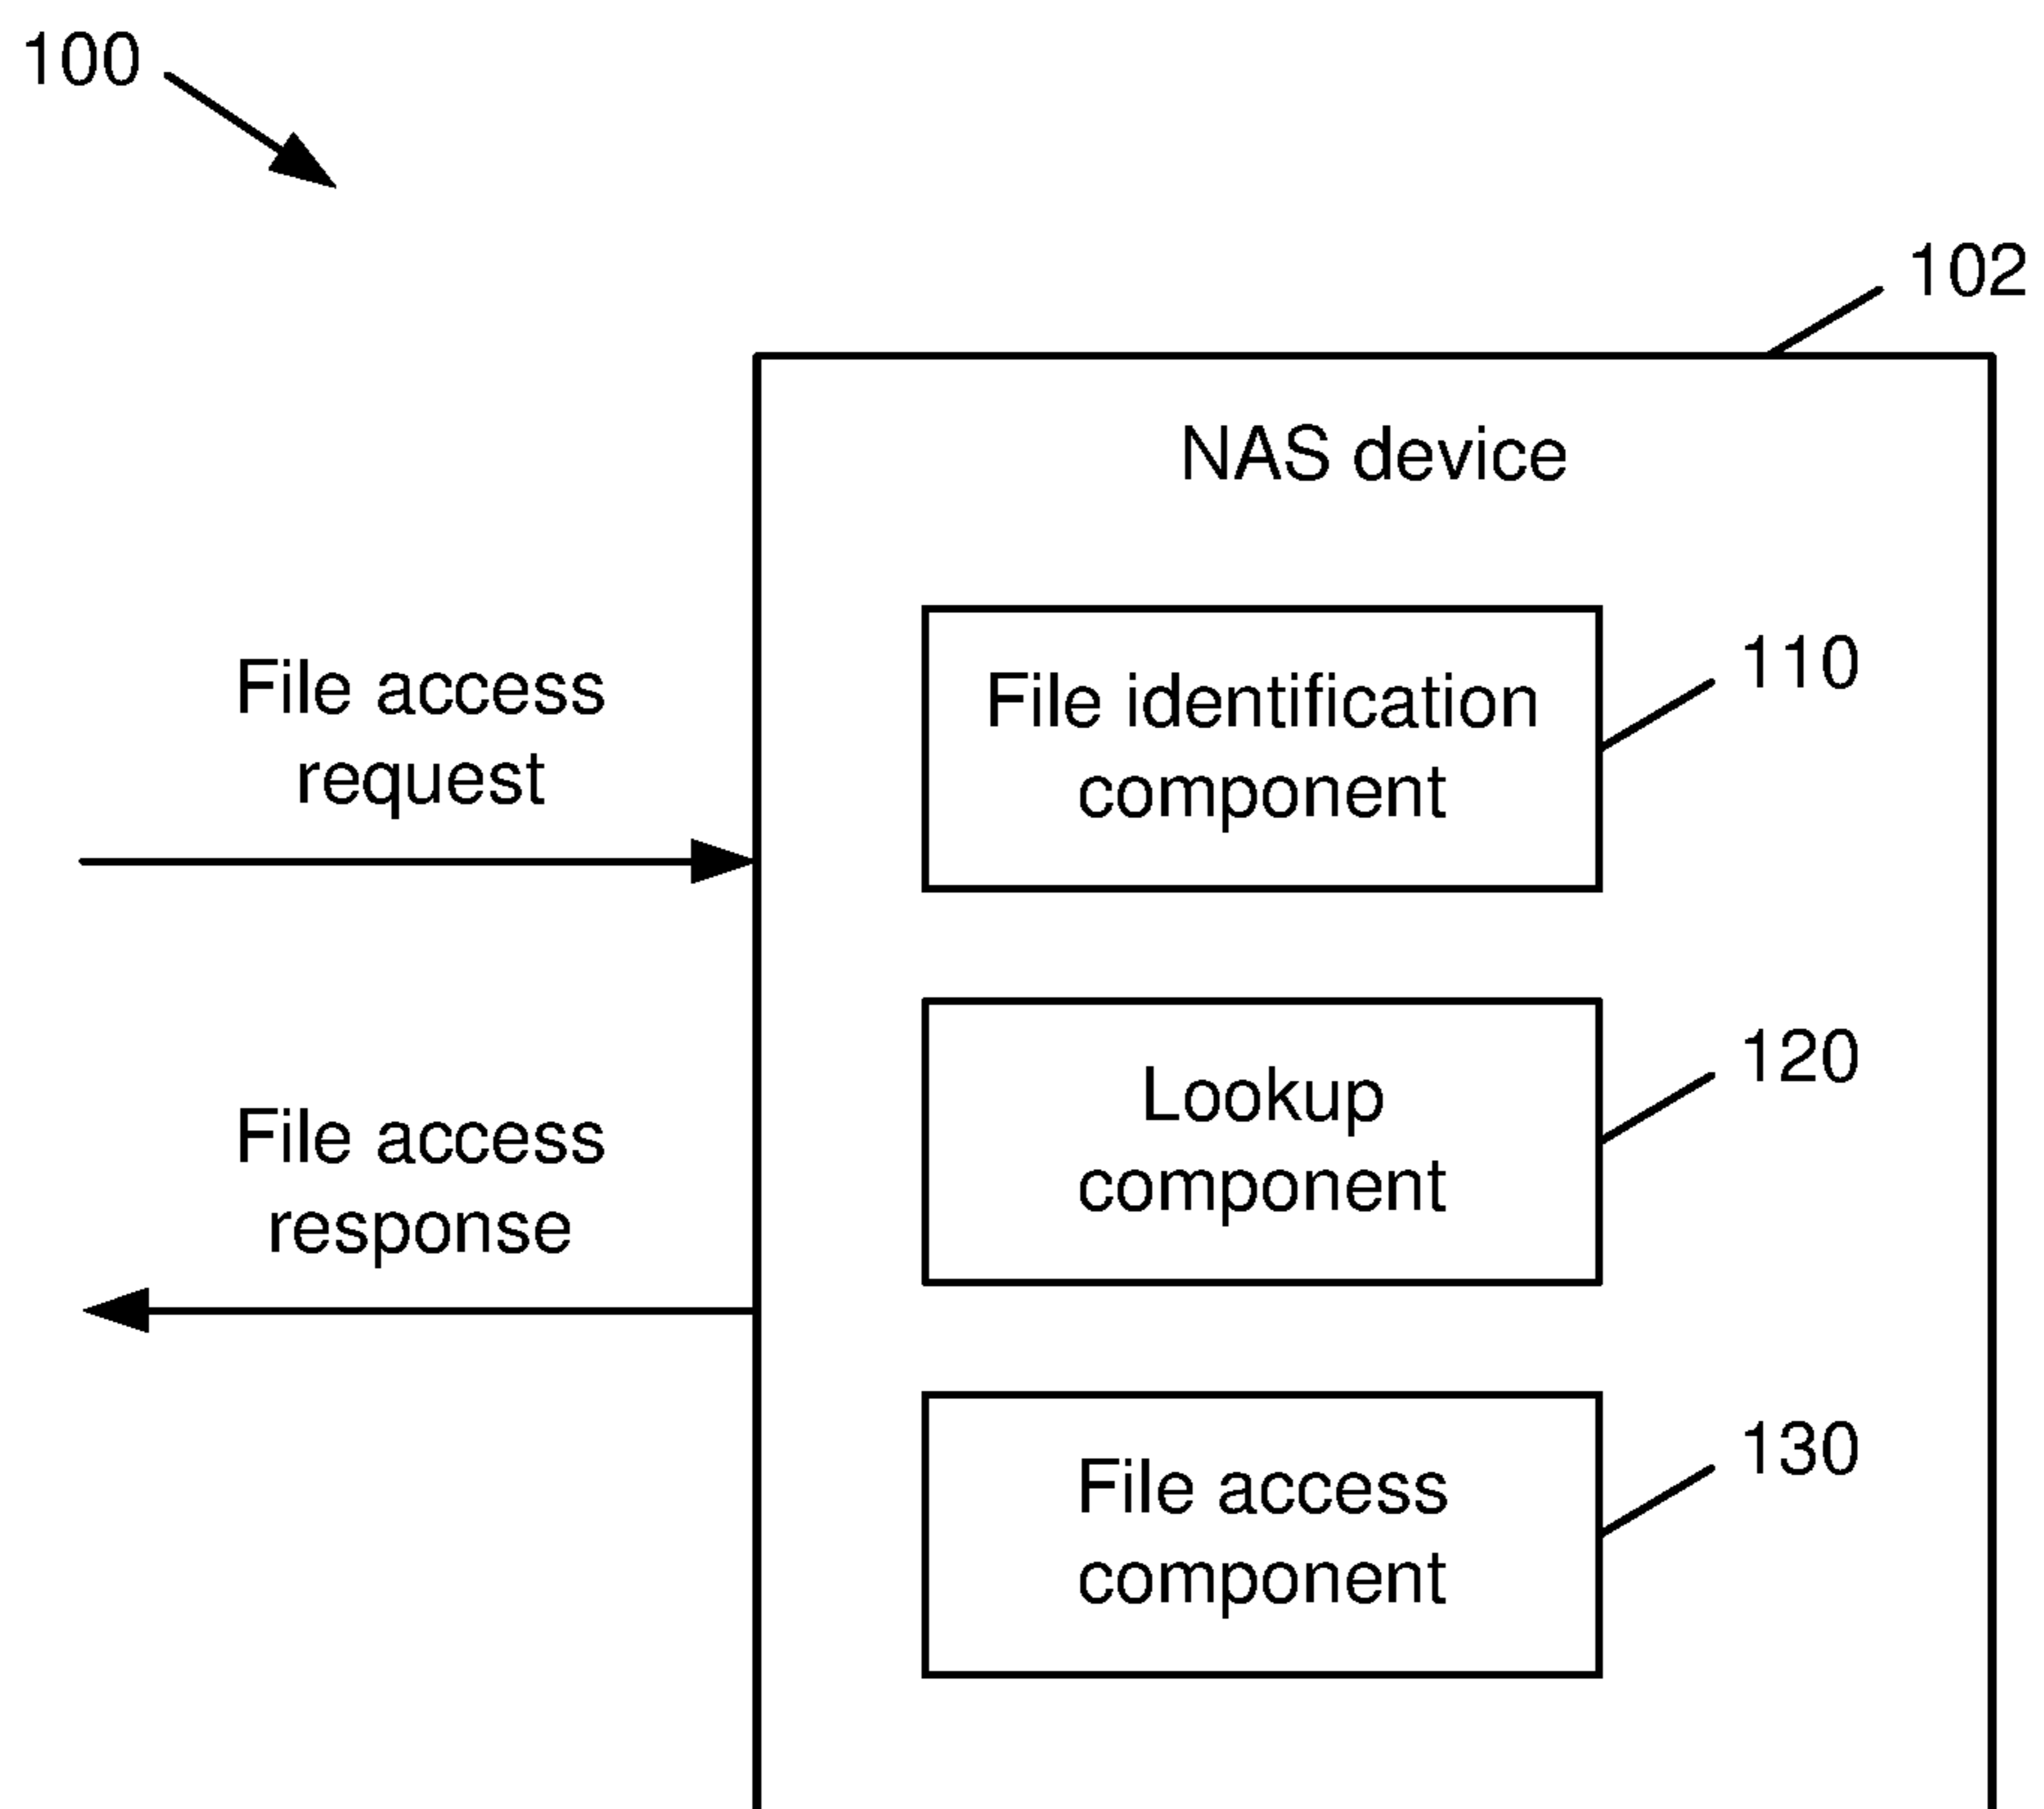 100
102
NAS device
File access
request
File identification
component
110
Lookup
component
120
File access
response
File access
component
130